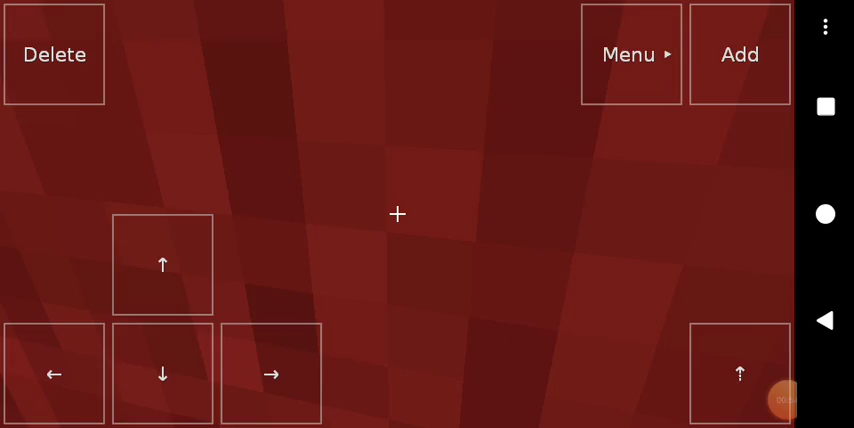 Delete
Menu ▸
Add
↑
← ↓ → ⇡